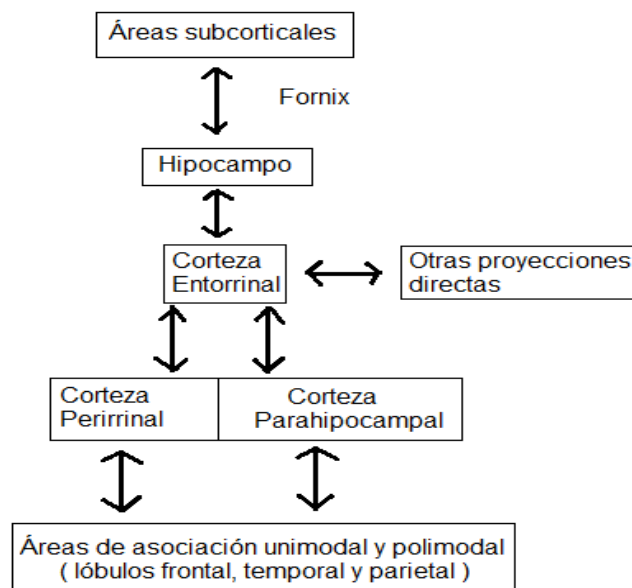 Áreas subcorticales
Fornix
Hipocampo
Corteza
Entorrinal
Otras proyecciones
directas
Corteza
Perirrinal
Corteza
Parahipocampal
Áreas de asociación unimodal y polimodal
( lóbulos frontal, temporal y parietal )